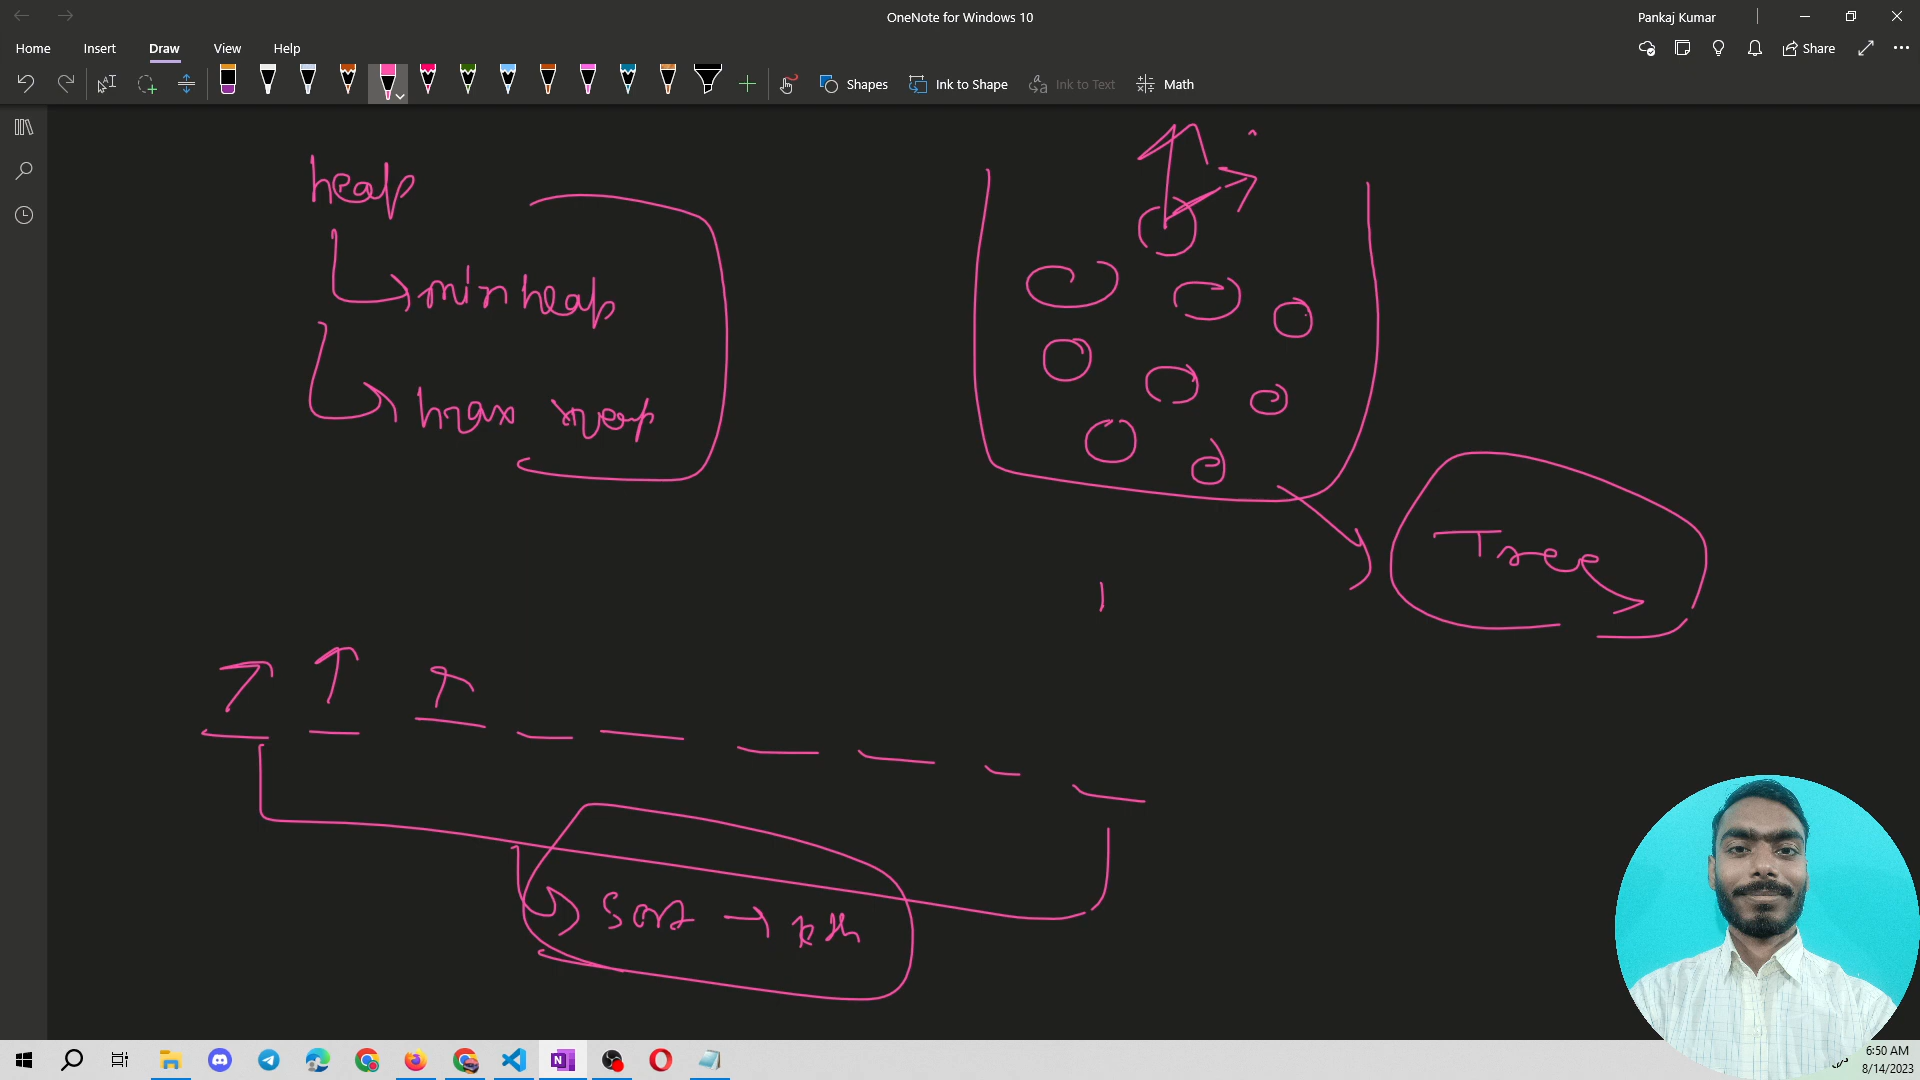 OneNote for Windows 10
Pankaj Kumar
Home Insert Draw View Help
Share
Shapes
Ink to Shape
Ink to Text
Math
heap
min heap
max heap
Tree
Sort → kth
6:50 AM
8/14/2023